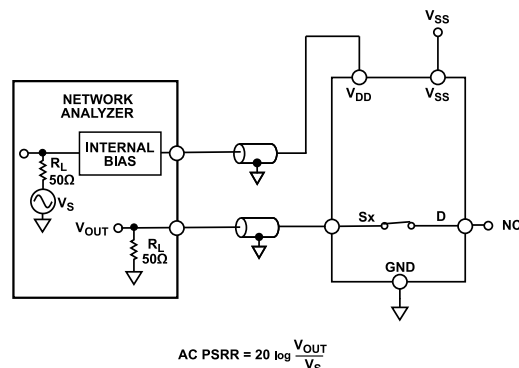 VSS
NETWORK
ANALYZER
VDD
VSS
INTERNAL
BIAS
RL
50Ω
VS
VOUT
Sx
D
NC
RL
50Ω
GND
AC PSRR = 20 log VOUT
VS